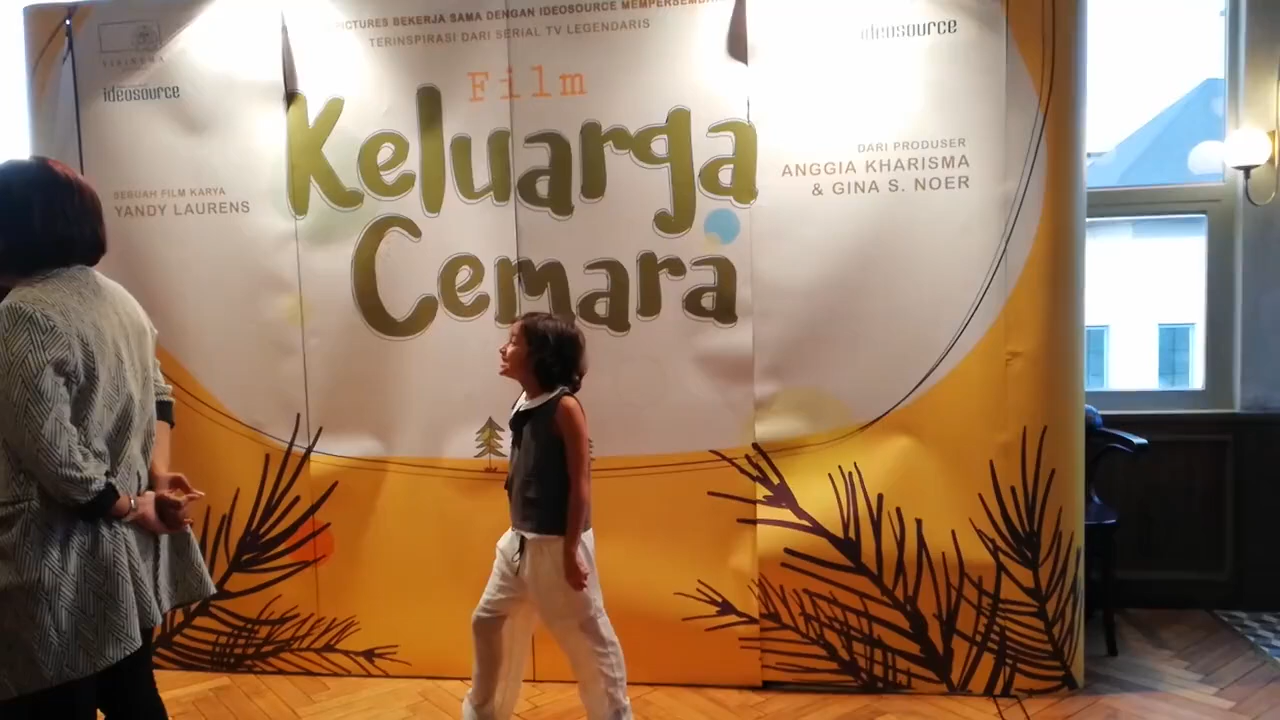 PICTURES BEKERJA SAMA DENGAN IDEOSOURCE
TERINSPIRASI DARI SERIAL TV LEGENDARIS
ideosource
ideosource
Film
Keluarga
Cemara
SEBUAH FILM KARYA
YANDY LAURENS
DARI PRODUSER
ANGGIA KHARISMA
& GINA S. NOER